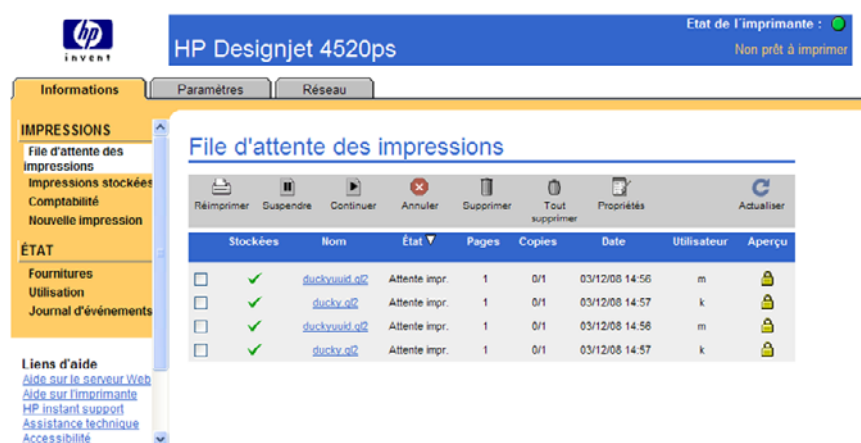 hp
invent
HP Designjet 4520ps
Etat de l'imprimante :
Non prêt à imprimer
Informations
Paramètres
Réseau
IMPRESSIONS
File d'attente des
impressions
Impressions stockées
Comptabilité
Nouvelle impression
ÉTAT
Fournitures
Utilisation
Journal d'événements
Liens d'aide
Aide sur le serveur Web
Aide sur l'imprimante
HP instant support
Assistance technique
Accessibilité
File d'attente des impressions
Réimprimer Suspendre Continuer Annuler Supprimer Tout supprimer Propriétés Actualiser
Stockées Nom État Pages Copies Date Utilisateur Aperçu
duckyuuid.gl2 Attente impr. 1 0/1 03/12/08 14:56 m
ducky.gl2 Attente impr. 1 0/1 03/12/08 14:57 k
duckyuuid.gl2 Attente impr. 1 0/1 03/12/08 14:56 m
ducky.gl2 Attente impr. 1 0/1 03/12/08 14:57 k